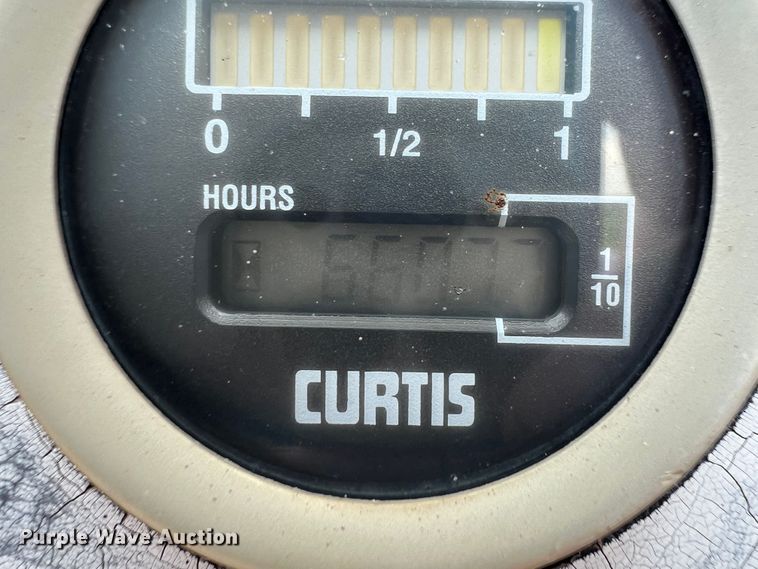 0 1/2 1
HOURS
1/10
CURTIS
Purple Wave Auction®